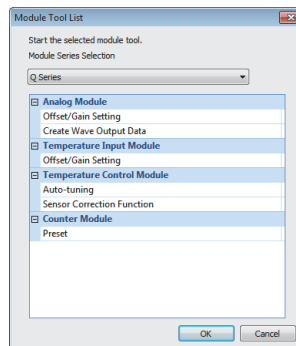 Module Tool List
Start the selected module tool.
Module Series Selection
Q Series
Analog Module
Offset/Gain Setting
Create Wave Output Data
Temperature Input Module
Offset/Gain Setting
Temperature Control Module
Auto-tuning
Sensor Correction Function
Counter Module
Preset
OK Cancel